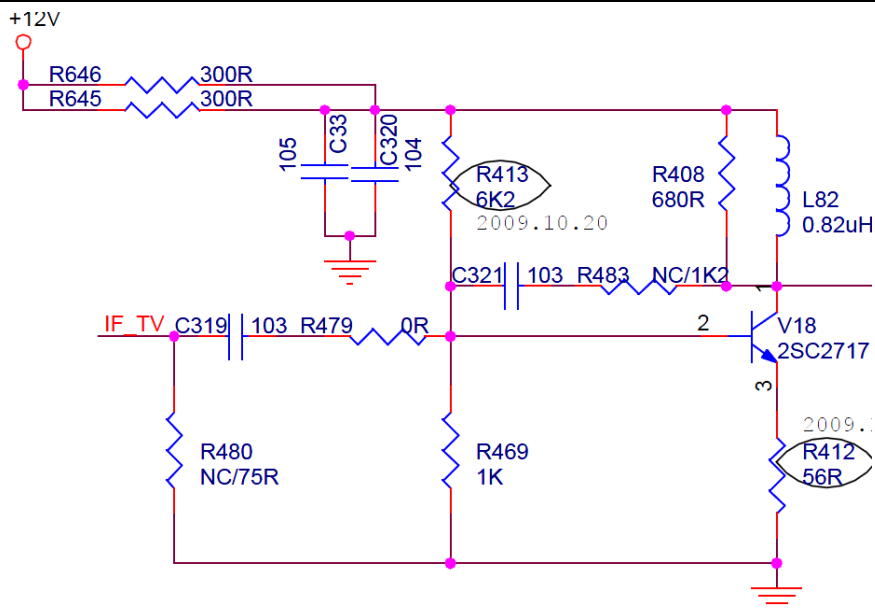 +12V
R646 300R
R645 300R
105
C33
C320
104
R413
6K2
2009.10.20
R408
680R
L82
0.82uH
C321 103 R483 NC/1K2
1
IF_TV C319 103 R479 0R
2
V18
2SC2717
3
2009.
R480
NC/75R
R469
1K
R412
56R